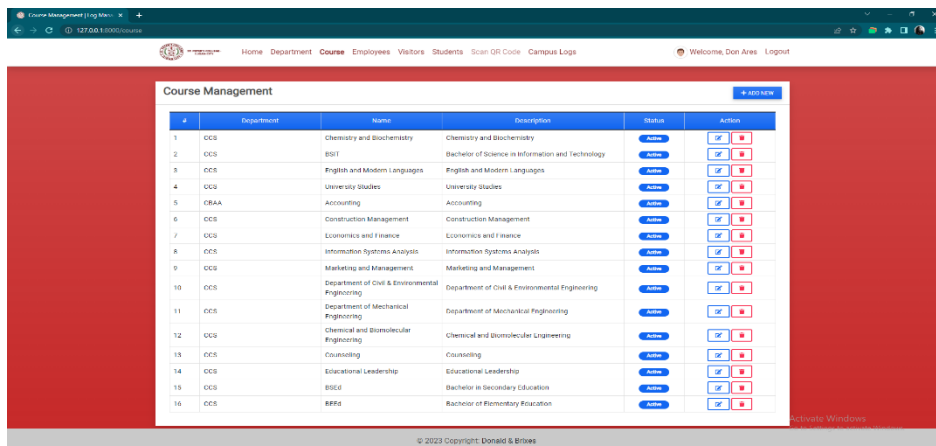 Course Management | Log Man
127.0.0.1:8000/course
Home Department Course Employees Visitors Students Scan QR Code Campus Logs
Welcome, Don Ares Logout
Course Management
+ ADD NEW
# Department Name Description Status Action
1 CCS Chemistry and Biochemistry Chemistry and Biochemistry Active
2 CCS BSIT Bachelor of Science in Information and Technology Active
3 CCS English and Modern Languages English and Modern Languages Active
4 CCS University Studies University Studies Active
5 CBAA Accounting Accounting Active
6 CCS Construction Management Construction Management Active
7 CCS Economics and Finance Economics and Finance Active
8 CCS Information Systems Analysis Information Systems Analysis Active
9 CCS Marketing and Management Marketing and Management Active
10 CCS Department of Civil & Environmental Engineering Department of Civil & Environmental Engineering Active
11 CCS Department of Mechanical Engineering Department of Mechanical Engineering Active
12 CCS Chemical and Biomolecular Engineering Chemical and Biomolecular Engineering Active
13 CCS Counseling Counseling Active
14 CCS Educational Leadership Educational Leadership Active
15 CCS BSEd Bachelor in Secondary Education Active
16 CCS BEEd Bachelor of Elementary Education Active
Activate Windows
© 2023 Copyright: Donald & Brixes